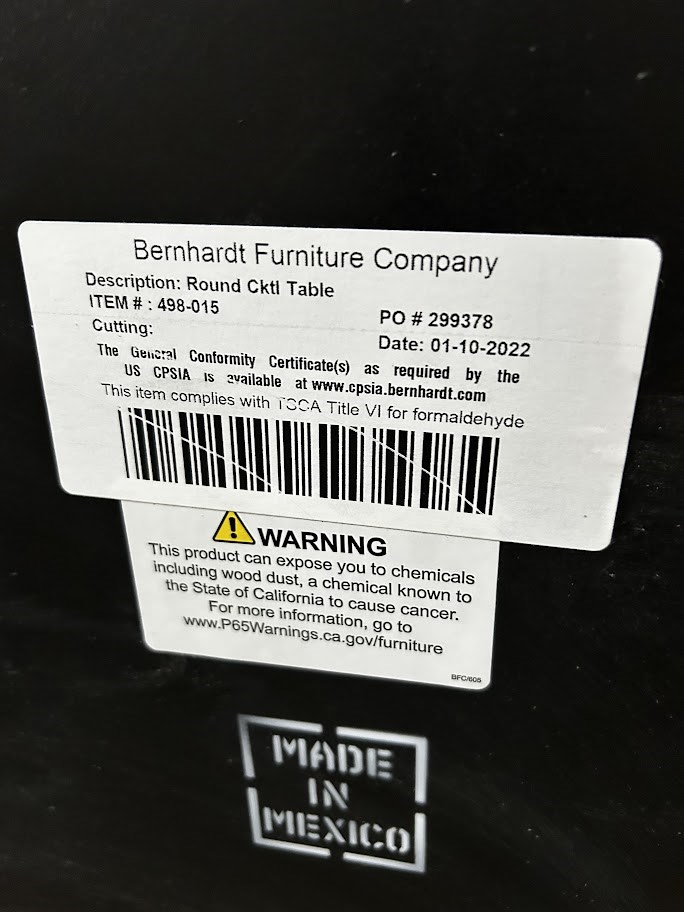 Bernhardt Furniture Company
Description: Round Cktl Table
ITEM # : 498-015
PO # 299378
Cutting:
Date: 01-10-2022
The General Conformity Certificate(s) as required by the
US CPSIA is available at www.cpsia.bernhardt.com
This item complies with TSCA Title VI for formaldehyde
WARNING
This product can expose you to chemicals
including wood dust, a chemical known to
the State of California to cause cancer.
For more information, go to
www.P65Warnings.ca.gov/furniture
BFC/605
MADE
IN
MEXICO